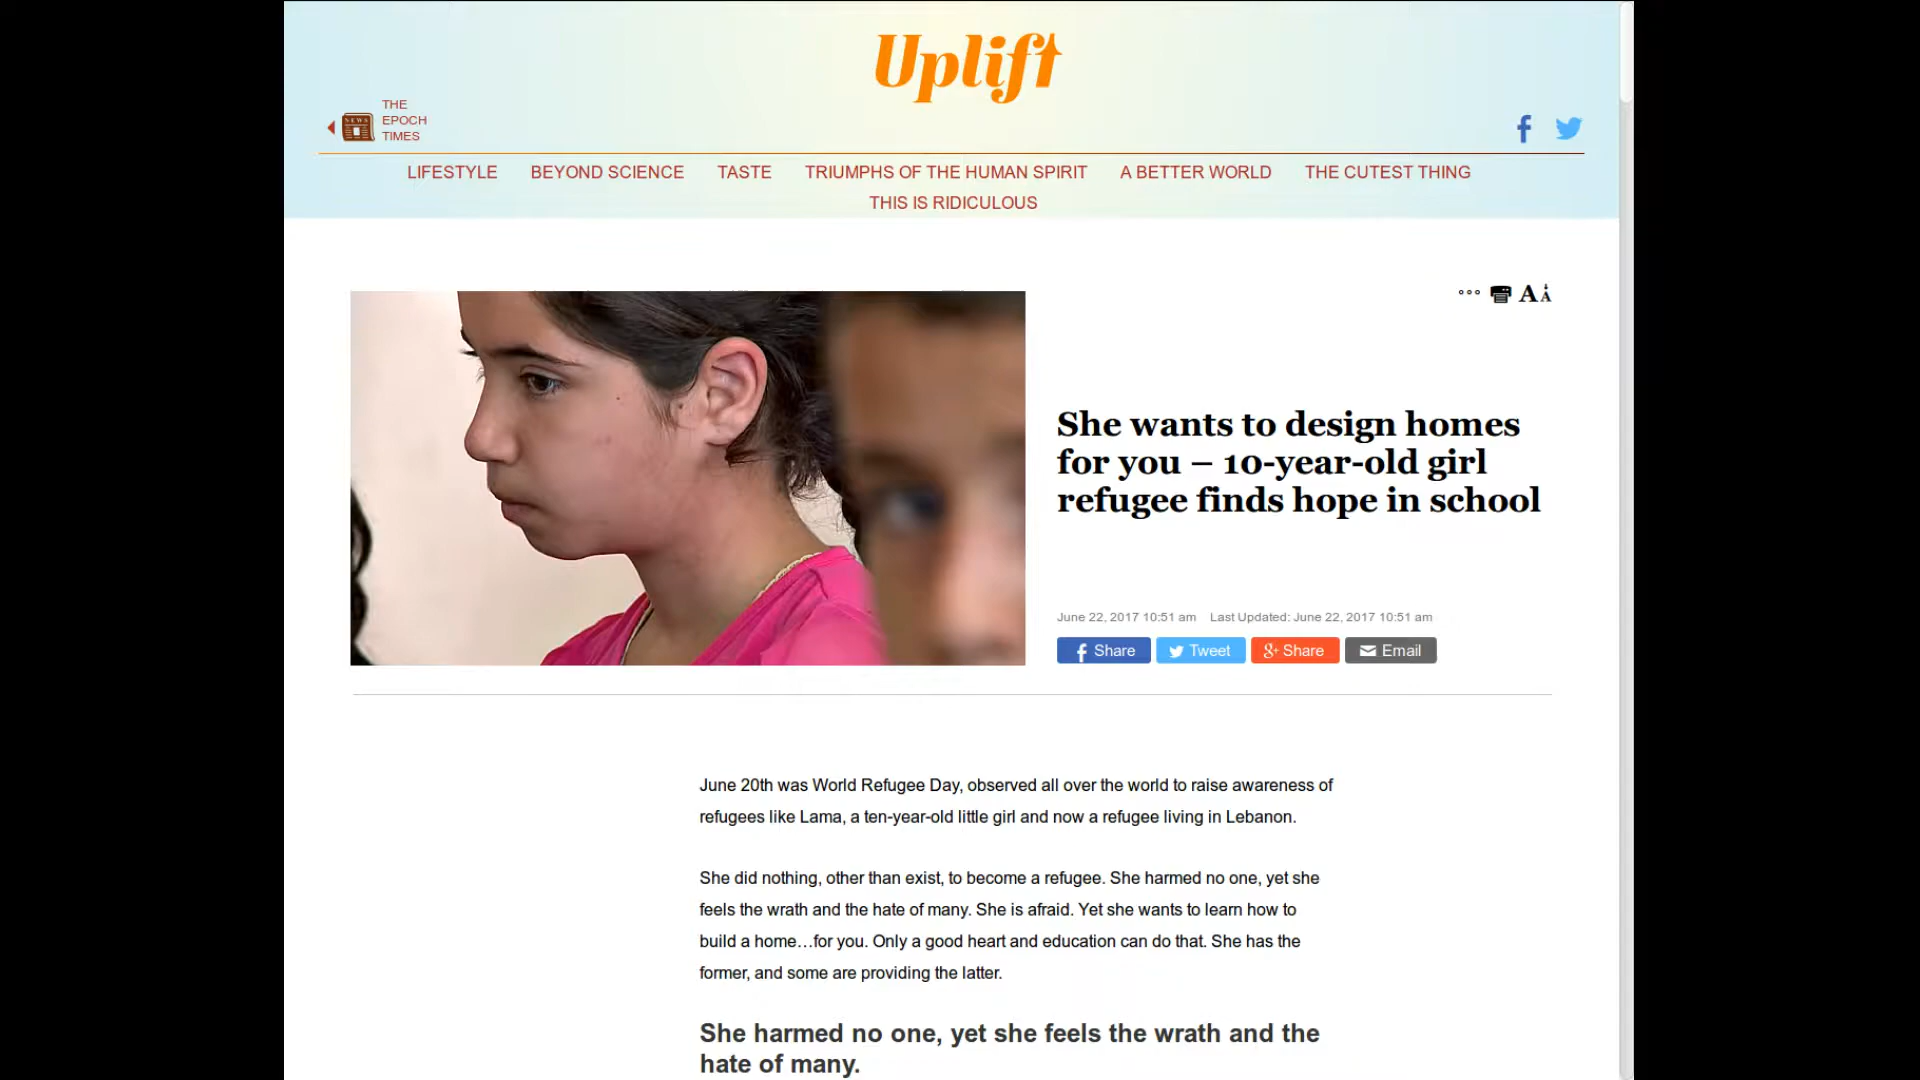 Uplift
THE
EPOCH
TIMES
NEWS
LIFESTYLE BEYOND SCIENCE TASTE TRIUMPHS OF THE HUMAN SPIRIT A BETTER WORLD THE CUTEST THING
THIS IS RIDICULOUS
A A
She wants to design homes
for you – 10-year-old girl
refugee finds hope in school
June 22, 2017 10:51 am Last Updated: June 22, 2017 10:51 am
Share Tweet Share Email
June 20th was World Refugee Day, observed all over the world to raise awareness of
refugees like Lama, a ten-year-old little girl and now a refugee living in Lebanon.
She did nothing, other than exist, to become a refugee. She harmed no one, yet she
feels the wrath and the hate of many. She is afraid. Yet she wants to learn how to
build a home…for you. Only a good heart and education can do that. She has the
former, and some are providing the latter.
She harmed no one, yet she feels the wrath and the
hate of many.